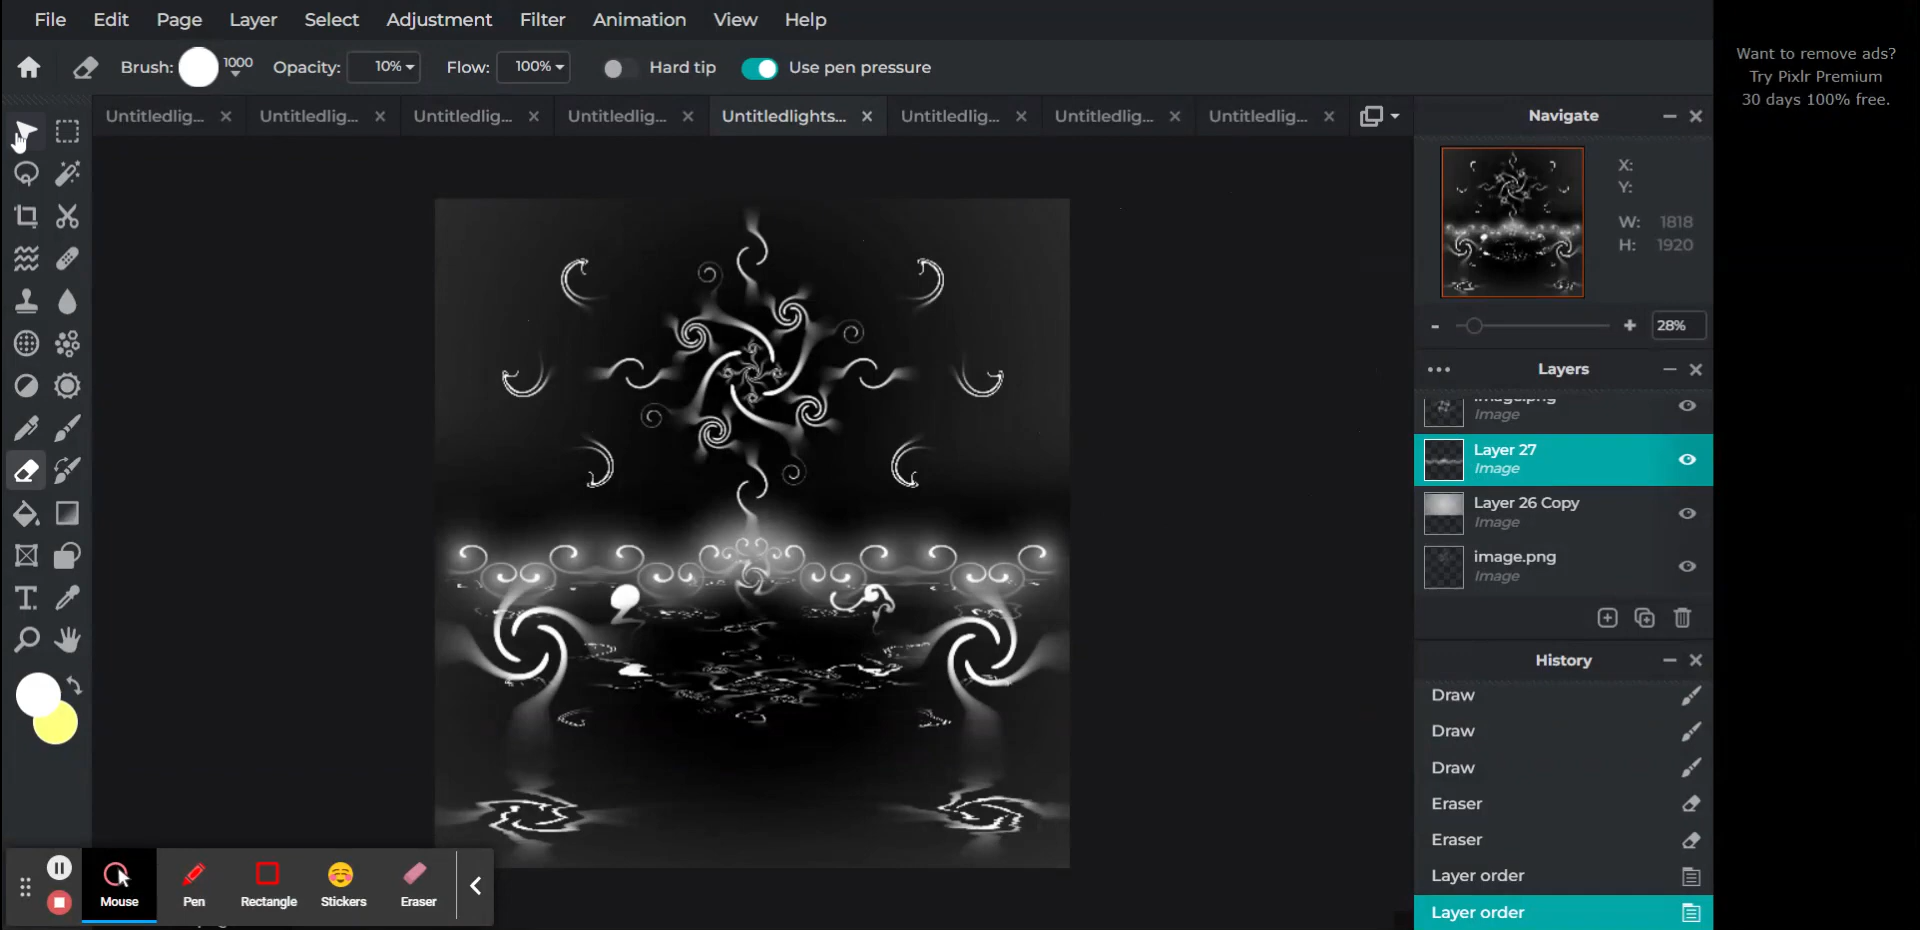 File Edit Page Layer Select Adjustment Filter Animation View Help
Brush: 1000 Opacity: 10% Flow: 100% Hard tip Use pen pressure
Untitledlig... Untitledlig... Untitledlig... Untitledlig... Untitledlights... Untitledlig... Untitledlig... Untitledlig...
Want to remove ads?
Try Pixlr Premium
30 days 100% free.
Navigate
X:
Y:
W: 1818
H: 1920
28%
Layers
image.png
Image
Layer 27
Image
Layer 26 Copy
Image
image.png
Image
History
Draw
Draw
Draw
Eraser
Eraser
Layer order
Layer order
Mouse Pen Rectangle Stickers Eraser